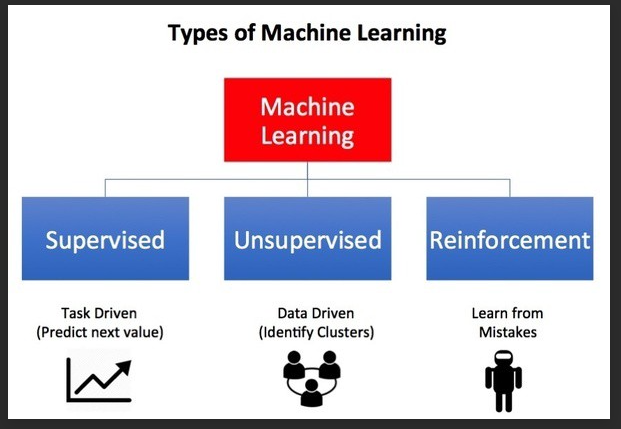 Types of Machine Learning
Machine
Learning
Supervised
Unsupervised
Reinforcement
Task Driven
(Predict next value)
Data Driven
(Identify Clusters)
Learn from
Mistakes